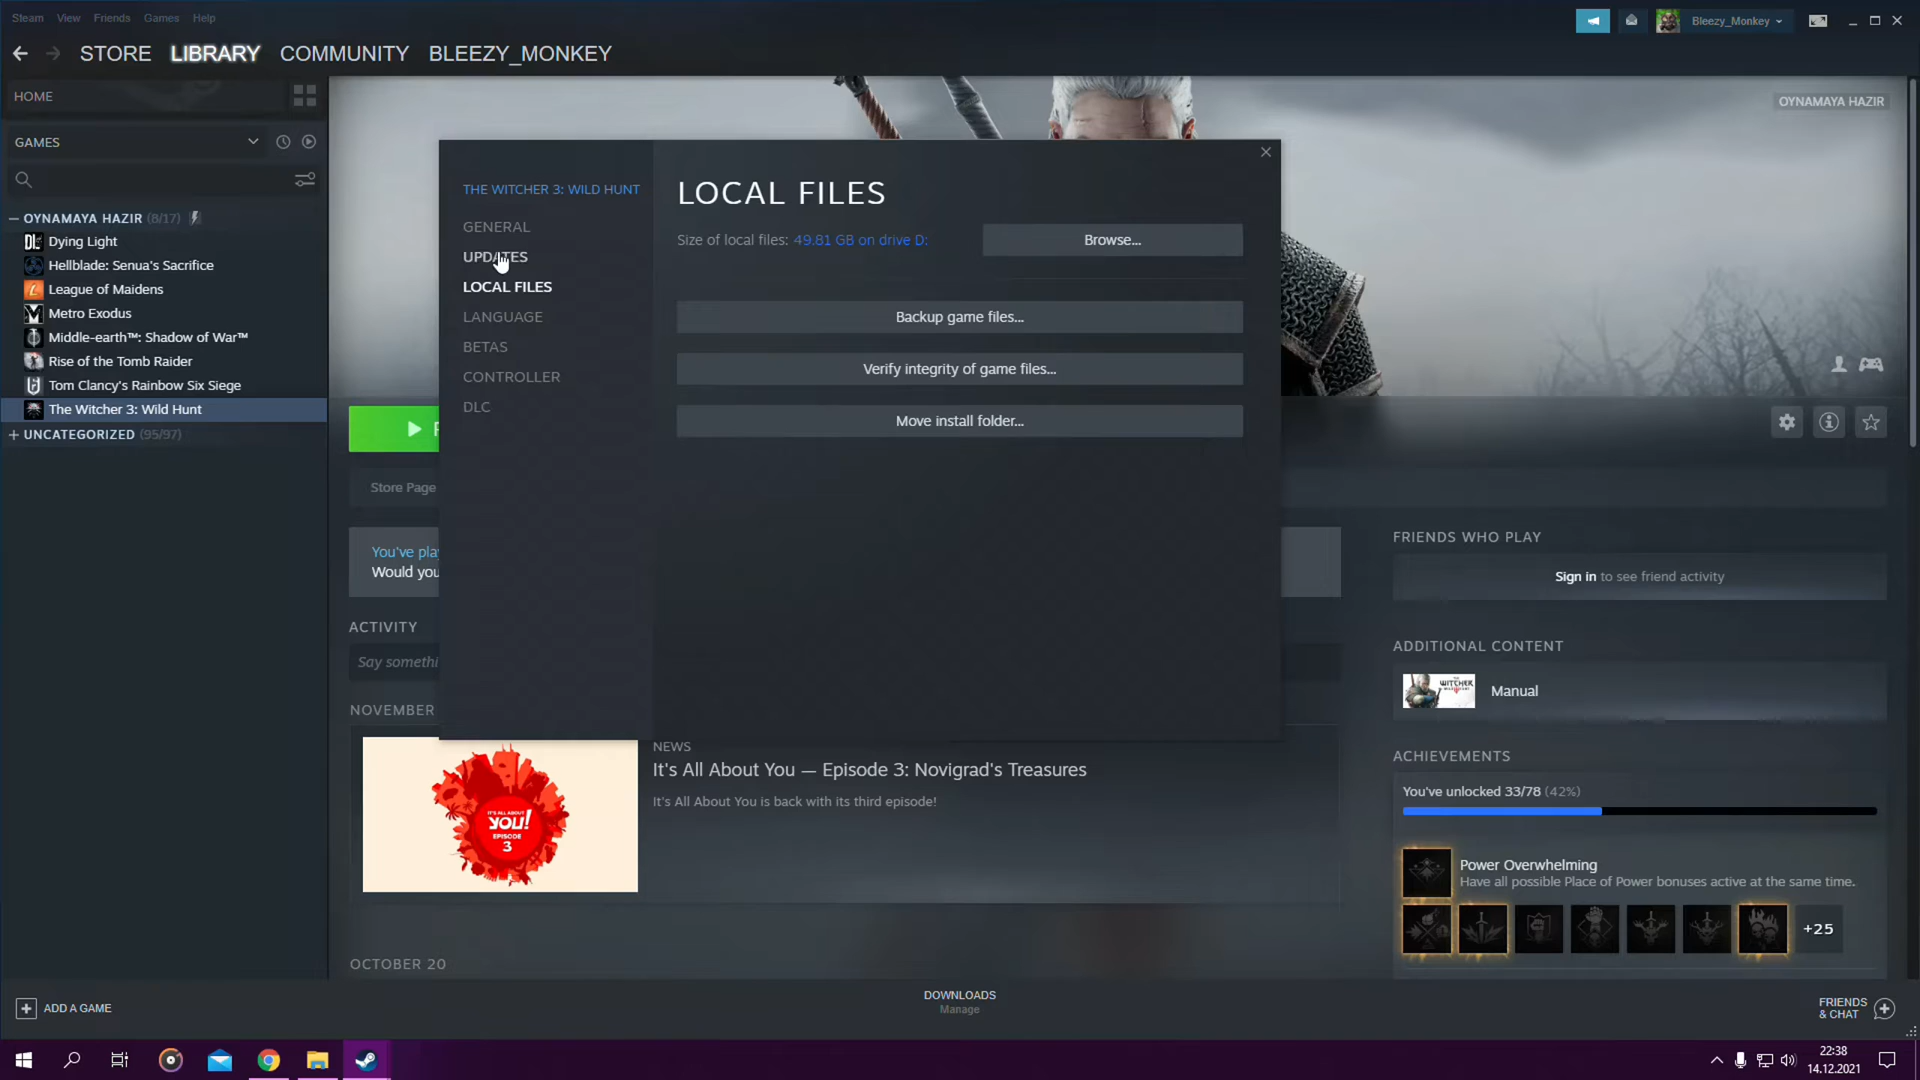 Steam View Friends Games Help
Bleezy_Monkey
STORE LIBRARY COMMUNITY BLEEZY_MONKEY
HOME
GAMES
OYNAMAYA HAZIR (8/17)
Dying Light
Hellblade: Senua's Sacrifice
League of Maidens
Metro Exodus
Middle-earth™: Shadow of War™
Rise of the Tomb Raider
Tom Clancy's Rainbow Six Siege
The Witcher 3: Wild Hunt
UNCATEGORIZED (95/97)
OYNAMAYA HAZIR
THE WITCHER 3: WILD HUNT
GENERAL
UPDATES
LOCAL FILES
LANGUAGE
BETAS
CONTROLLER
DLC
LOCAL FILES
Size of local files: 49.81 GB on drive D:
Browse...
Backup game files...
Verify integrity of game files...
Move install folder...
Store Page
You've pla
Would you
ACTIVITY
Say somethi
NOVEMBER
IT'S ALL ABOUT
YOU!
EPISODE
3
NEWS
It's All About You — Episode 3: Novigrad's Treasures
It's All About You is back with its third episode!
OCTOBER 20
FRIENDS WHO PLAY
Sign in to see friend activity
ADDITIONAL CONTENT
WITCHER
Manual
ACHIEVEMENTS
You've unlocked 33/78 (42%)
Power Overwhelming
Have all possible Place of Power bonuses active at the same time.
+25
ADD A GAME
DOWNLOADS
Manage
FRIENDS
& CHAT
22:38
14.12.2021